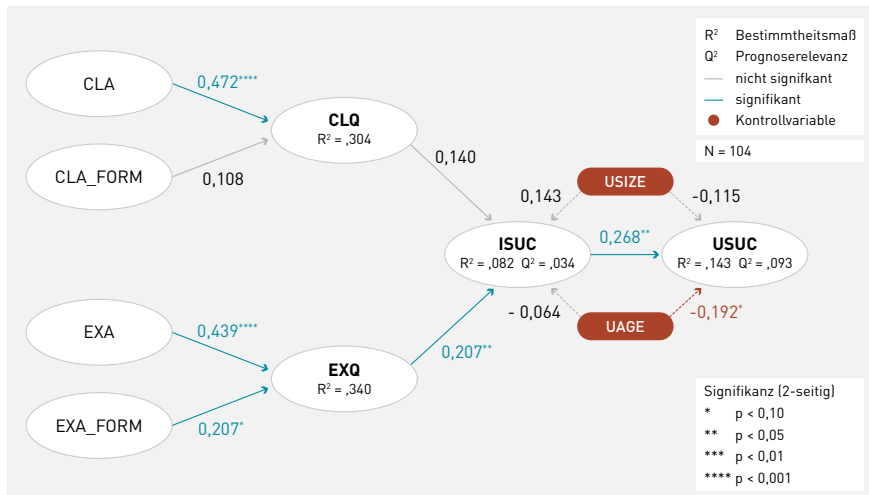 CLA
0,472****
CLQ
R² = ,304
CLA_FORM
0,108
0,140
R² Bestimmtheitsmaß
Q² Prognoserelevanz
nicht signifkant
signifikant
Kontrollvariable
N = 104
USIZE
0,143
-0,115
ISUC
R² = ,082 Q² = ,034
0,268**
USUC
R² = ,143 Q² = ,093
- 0,064
UAGE
-0,192*
EXA
0,439****
EXQ
R² = ,340
0,207**
EXA_FORM
0,207*
Signifikanz (2-seitig)
* p < 0,10
** p < 0,05
*** p < 0,01
**** p < 0,001